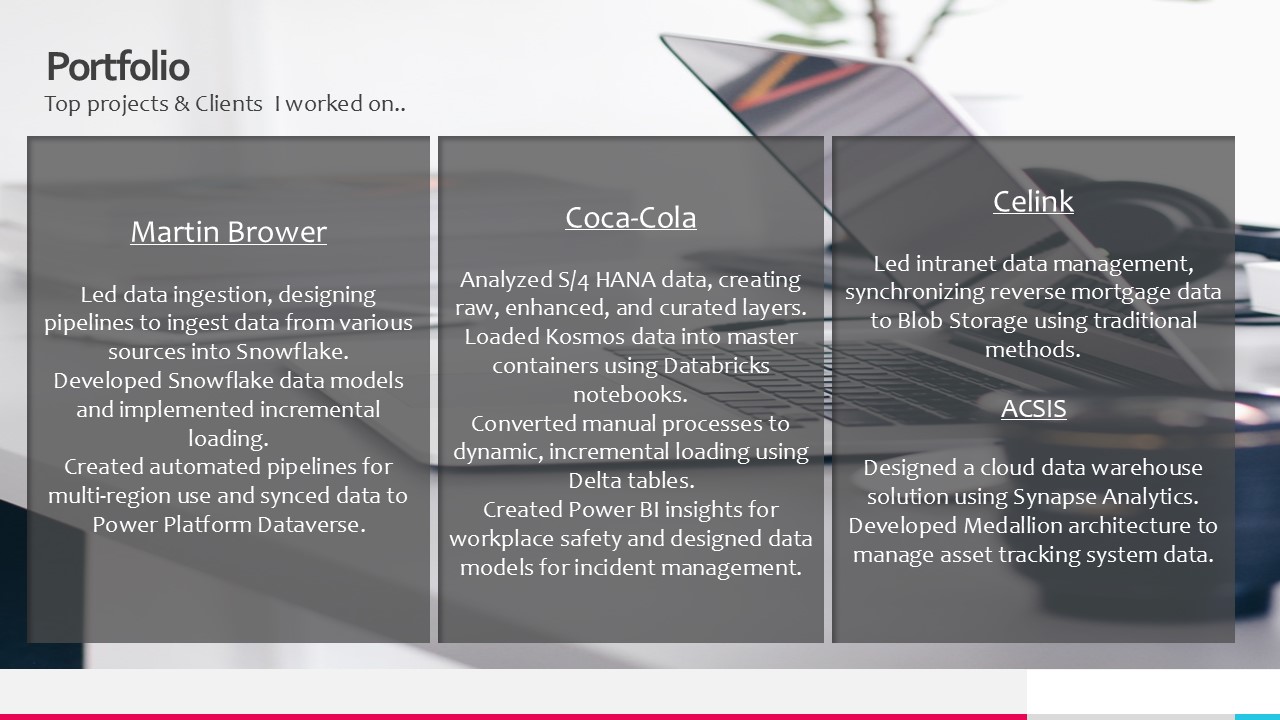 Portfolio
Top projects & Clients  I worked on..
Martin Brower
Led data ingestion, designing
pipelines to ingest data from various
sources into Snowflake.
Developed Snowflake data models
and implemented incremental
loading.
Created automated pipelines for
multi-region use and synced data to
Power Platform Dataverse.
Coca-Cola
Analyzed S/4 HANA data, creating
raw, enhanced, and curated layers.
Loaded Kosmos data into master
containers using Databricks
notebooks.
Converted manual processes to
dynamic, incremental loading using
Delta tables.
Created Power BI insights for
workplace safety and designed data
models for incident management.
Celink
Led intranet data management,
synchronizing reverse mortgage data
to Blob Storage using traditional
methods.
ACSIS
Designed a cloud data warehouse
solution using Synapse Analytics.
Developed Medallion architecture to
manage asset tracking system data.